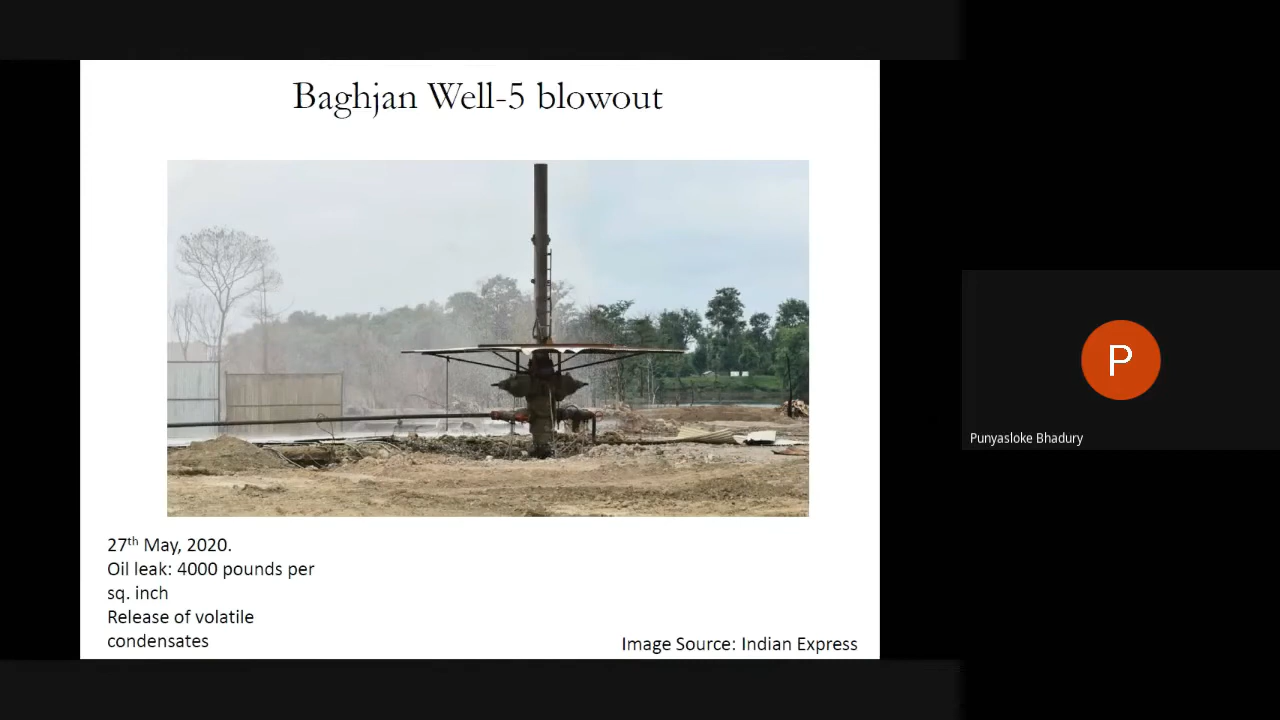 Baghjan Well-5 blowout
27th May, 2020.
Oil leak: 4000 pounds per
sq. inch
Release of volatile
condensates
Image Source: Indian Express
P
Punyasloke Bhadury